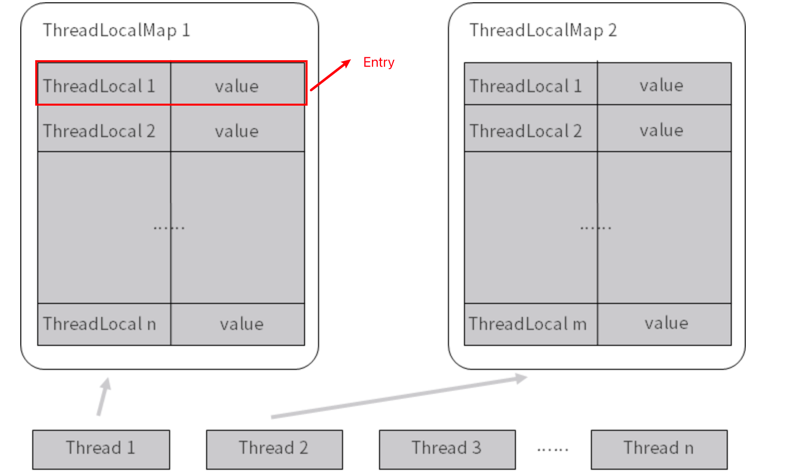 ThreadLocalMap 1
ThreadLocal 1 value
Entry
ThreadLocal 2 value
......
ThreadLocal n value
ThreadLocalMap 2
ThreadLocal 1 value
ThreadLocal 2 value
......
ThreadLocal m value
Thread 1 Thread 2 Thread 3 ...... Thread n